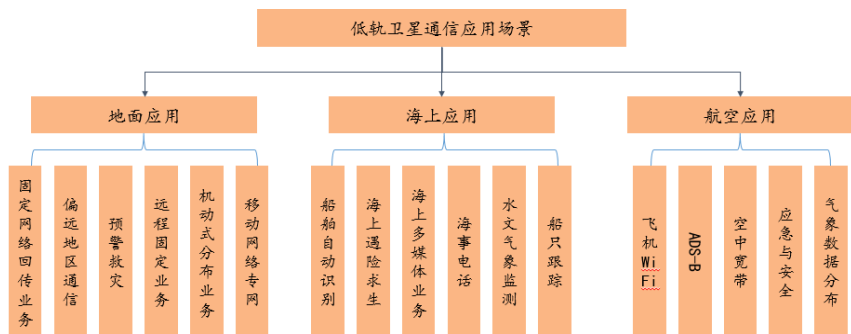 低轨卫星通信应用场景
地面应用
海上应用
航空应用
固定网络回传业务
偏远地区通信
预警救灾
远程固定业务
机动式分布业务
移动网络专网
船舶自动识别
海上遇险求生
海上多媒体业务
海事电话
水文气象监测
船只跟踪
飞机WiFi
ADS-B
空中宽带
应急与安全
气象数据分布